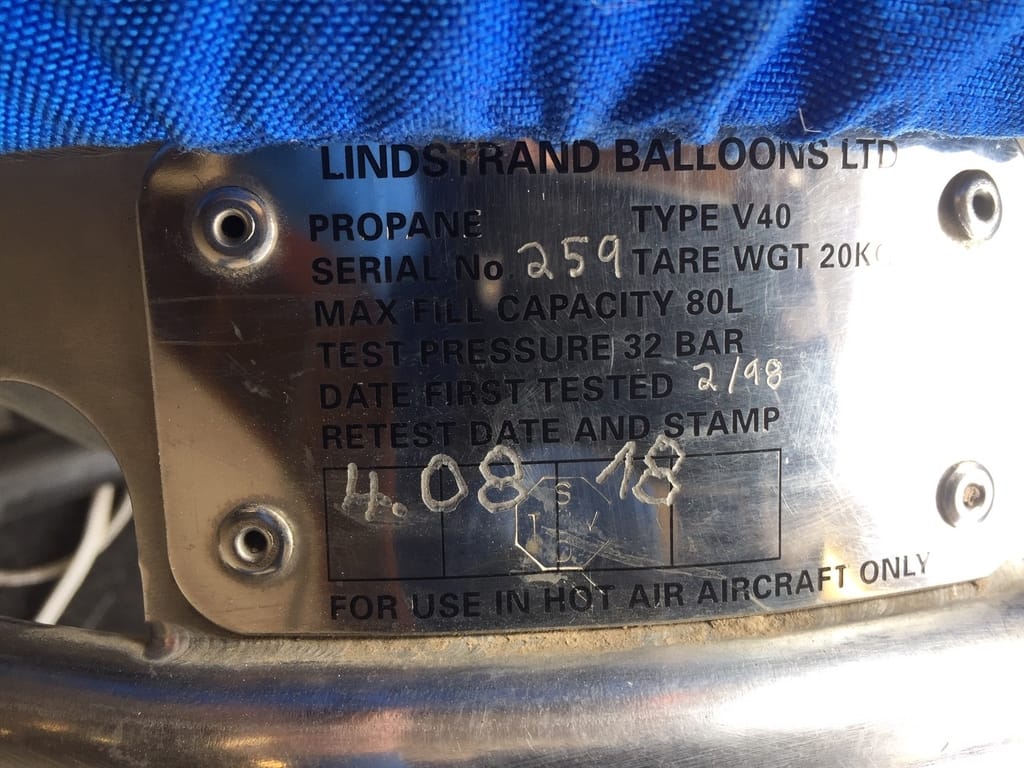 LINDSTRAND BALLOONS LTD
PROPANE TYPE V40
SERIAL No 259 TARE WGT 20KG
MAX FILL CAPACITY 80L
TEST PRESSURE 32 BAR
DATE FIRST TESTED 2/98
RETEST DATE AND STAMP
4.08 18
FOR USE IN HOT AIR AIRCRAFT ONLY